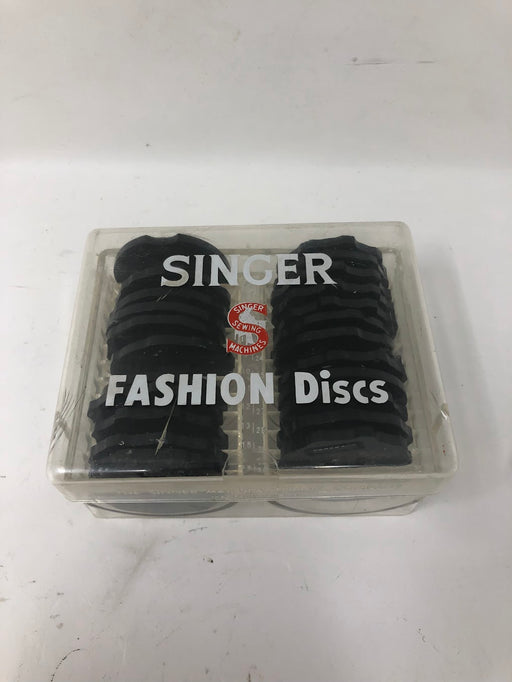 SINGER
SINGER
SEWING
MACHINES
FASHION Discs